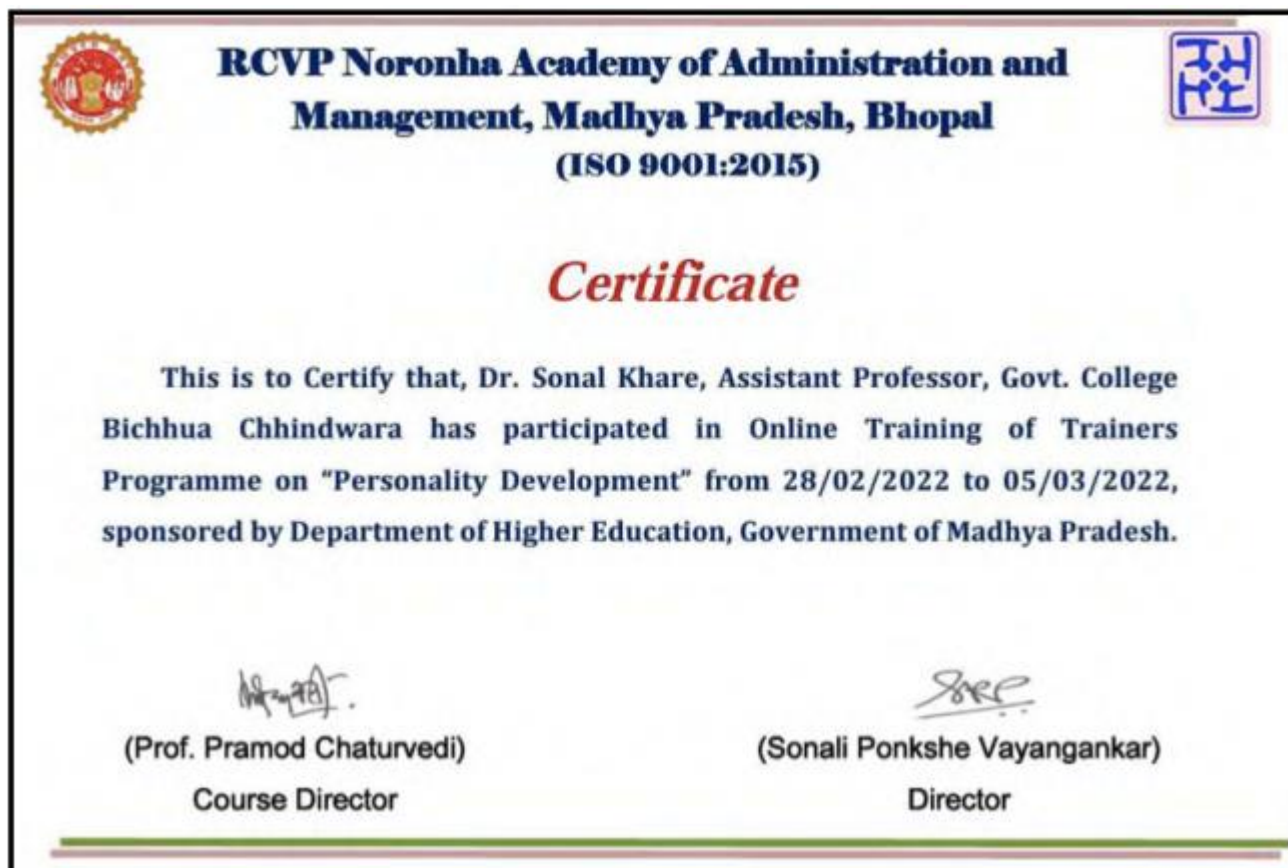 RCVP Noronha Academy of Administration and
Management, Madhya Pradesh, Bhopal
(ISO 9001:2015)
Certificate
This is to Certify that, Dr. Sonal Khare, Assistant Professor, Govt. College
Bichhua Chhindwara has participated in Online Training of Trainers
Programme on “Personality Development” from 28/02/2022 to 05/03/2022,
sponsored by Department of Higher Education, Government of Madhya Pradesh.
(Prof. Pramod Chaturvedi)
(Sonali Ponkshe Vayangankar)
Course Director
Director